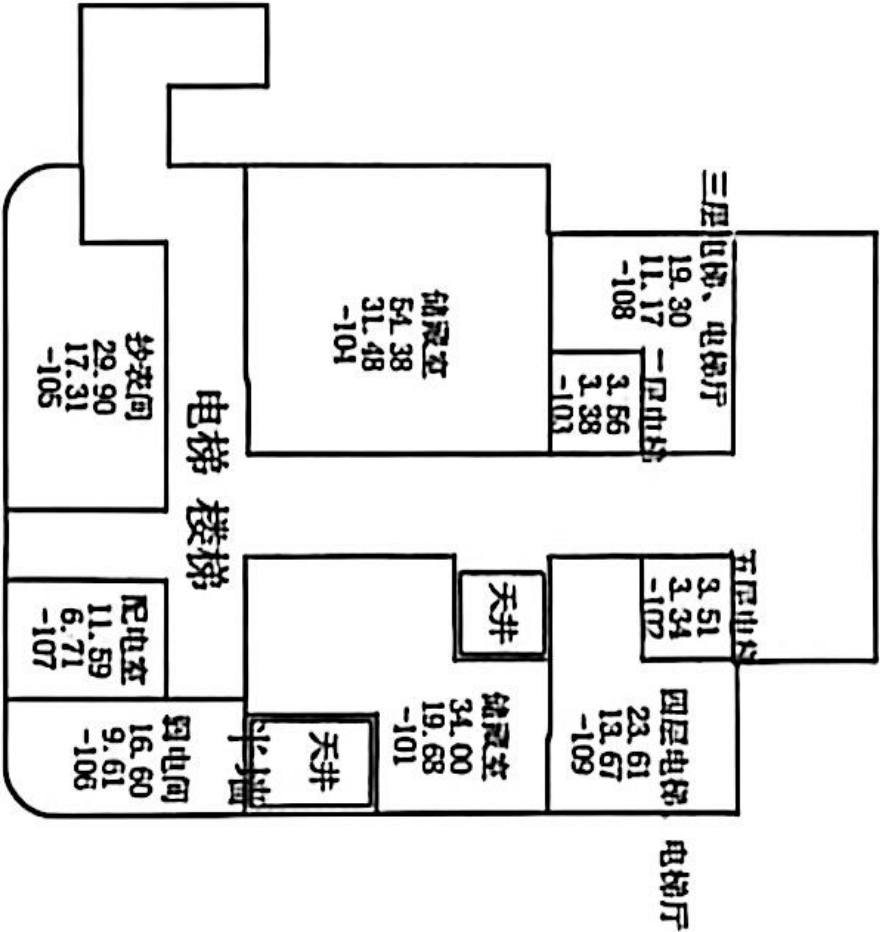 三层电梯、电梯厅
19.30
11.17
-108
二层电梯
3.56
3.38
-103
储藏室
54.38
31.48
-104
抄表间
29.90
17.31
-105
电梯 楼梯
五层电梯
3.51
3.34
-102
天井
四层电梯、电梯厅
23.61
13.67
-109
储藏室
34.00
19.68
-101
天井
半墙
配电室
11.59
6.71
-107
弱电间
16.60
9.61
-106